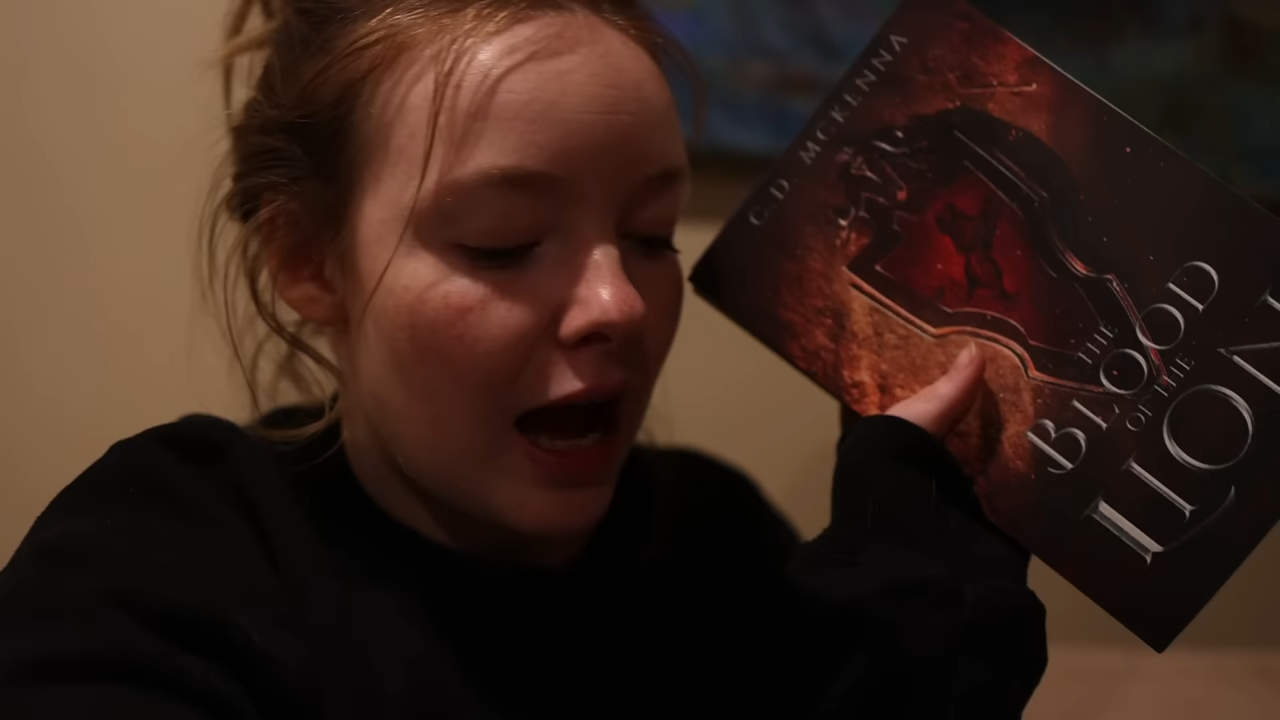 C.D MCKENNA
THE
BLOOD
OF THE
LION